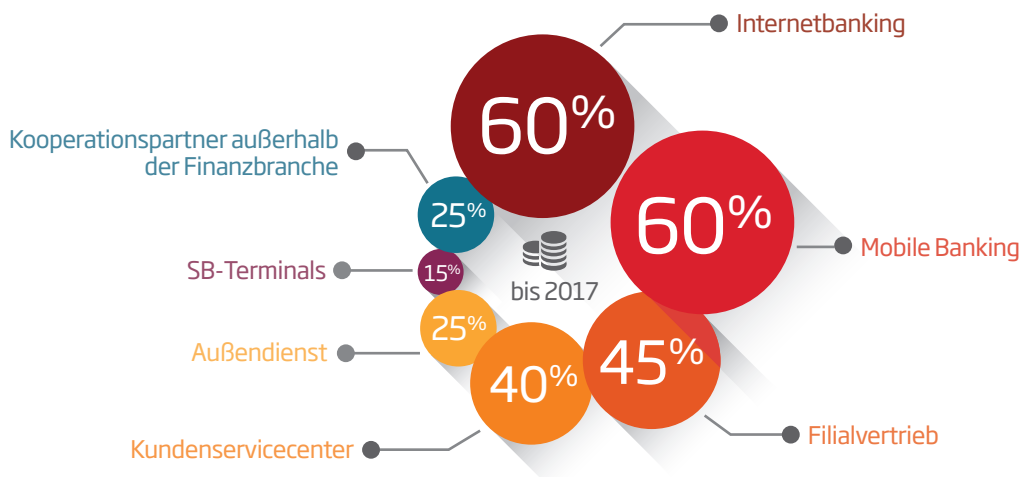 Internetbanking
60%
Kooperationspartner außerhalb
der Finanzbranche
25%
60%
Mobile Banking
SB-Terminals
15%
bis 2017
Außendienst
25%
40%
45%
Kundenservicecenter
Filialvertrieb